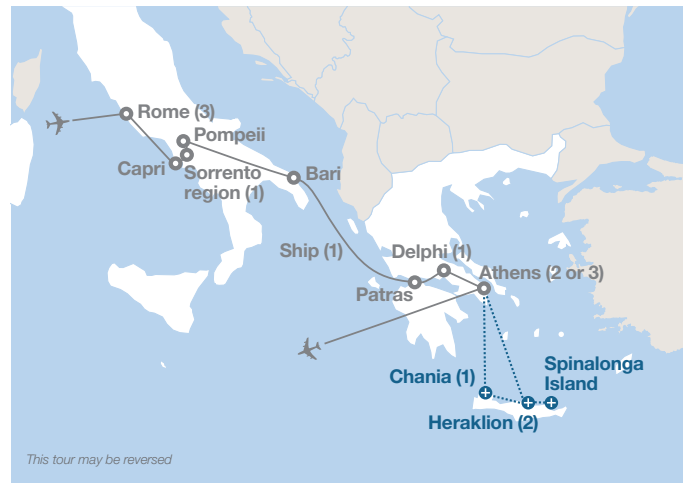 Rome (3)
Pompeii
Capri
Sorrento
region (1)
Bari
Ship (1)
Delphi (1)
Athens (2 or 3)
Patras
Chania (1)
Spinalonga
Island
Heraklion (2)
This tour may be reversed